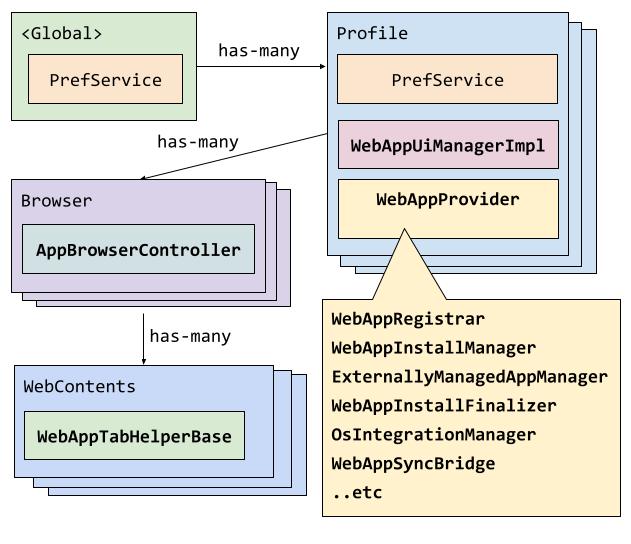 <Global>
PrefService
has-many
Profile
PrefService
WebAppUiManagerImpl
WebAppProvider
has-many
Browser
AppBrowserController
has-many
WebContents
WebAppTabHelperBase
WebAppRegistrar
WebAppInstallManager
ExternallyManagedAppManager
WebAppInstallFinalizer
OsIntegrationManager
WebAppSyncBridge
..etc